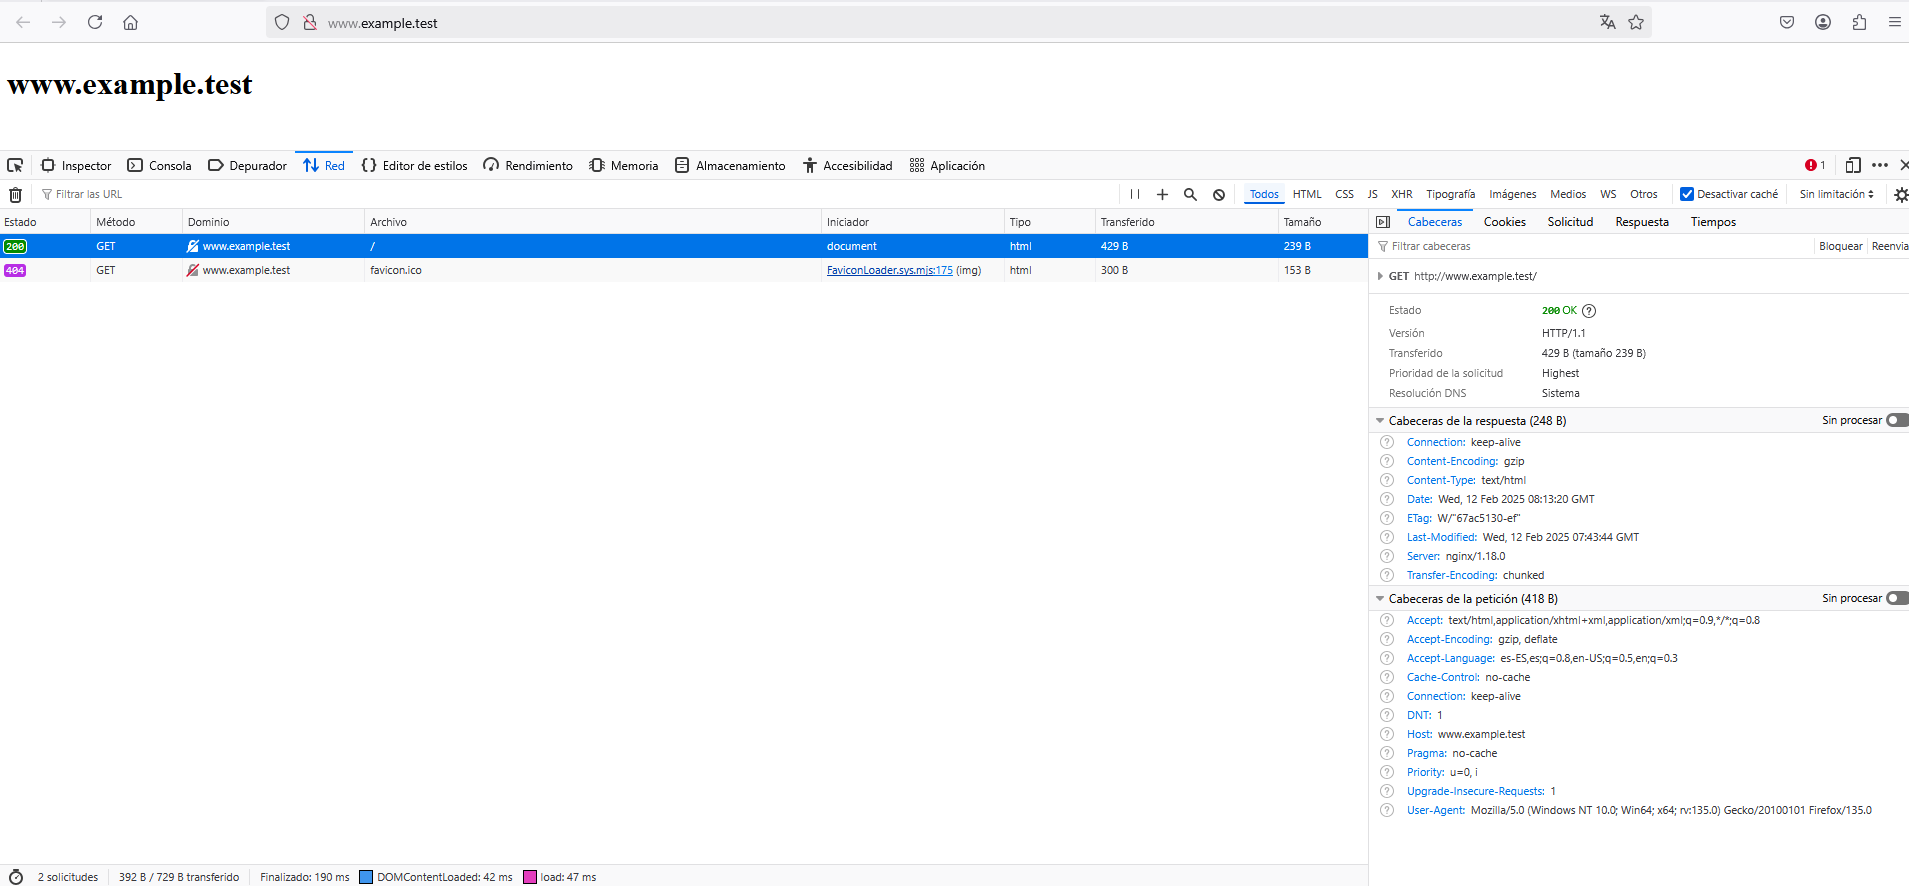 www.example.test
www.example.test
Inspector Consola Depurador Red Editor de estilos Rendimiento Memoria Almacenamiento Accesibilidad Aplicación 1
Filtrar las URL Todos HTML CSS JS XHR Tipografía Imágenes Medios WS Otros Desactivar caché Sin limitación
Estado Método Dominio Archivo Iniciador Tipo Transferido Tamaño
200 GET www.example.test / document html 429 B 239 B
404 GET www.example.test favicon.ico FaviconLoader.sys.mjs:175 (img) html 300 B 153 B
Cabeceras Cookies Solicitud Respuesta Tiempos
Filtrar cabeceras Bloquear Reenvia
GET http://www.example.test/
Estado 200 OK
Versión HTTP/1.1
Transferido 429 B (tamaño 239 B)
Prioridad de la solicitud Highest
Resolución DNS Sistema
Cabeceras de la respuesta (248 B) Sin procesar
Connection: keep-alive
Content-Encoding: gzip
Content-Type: text/html
Date: Wed, 12 Feb 2025 08:13:20 GMT
ETag: W/"67ac5130-ef"
Last-Modified: Wed, 12 Feb 2025 07:43:44 GMT
Server: nginx/1.18.0
Transfer-Encoding: chunked
Cabeceras de la petición (418 B) Sin procesar
Accept: text/html,application/xhtml+xml,application/xml;q=0.9,*/*;q=0.8
Accept-Encoding: gzip, deflate
Accept-Language: es-ES,es;q=0.8,en-US;q=0.5,en;q=0.3
Cache-Control: no-cache
Connection: keep-alive
DNT: 1
Host: www.example.test
Pragma: no-cache
Priority: u=0, i
Upgrade-Insecure-Requests: 1
User-Agent: Mozilla/5.0 (Windows NT 10.0; Win64; x64; rv:135.0) Gecko/20100101 Firefox/135.0
2 solicitudes 392 B / 729 B transferido Finalizado: 190 ms DOMContentLoaded: 42 ms load: 47 ms